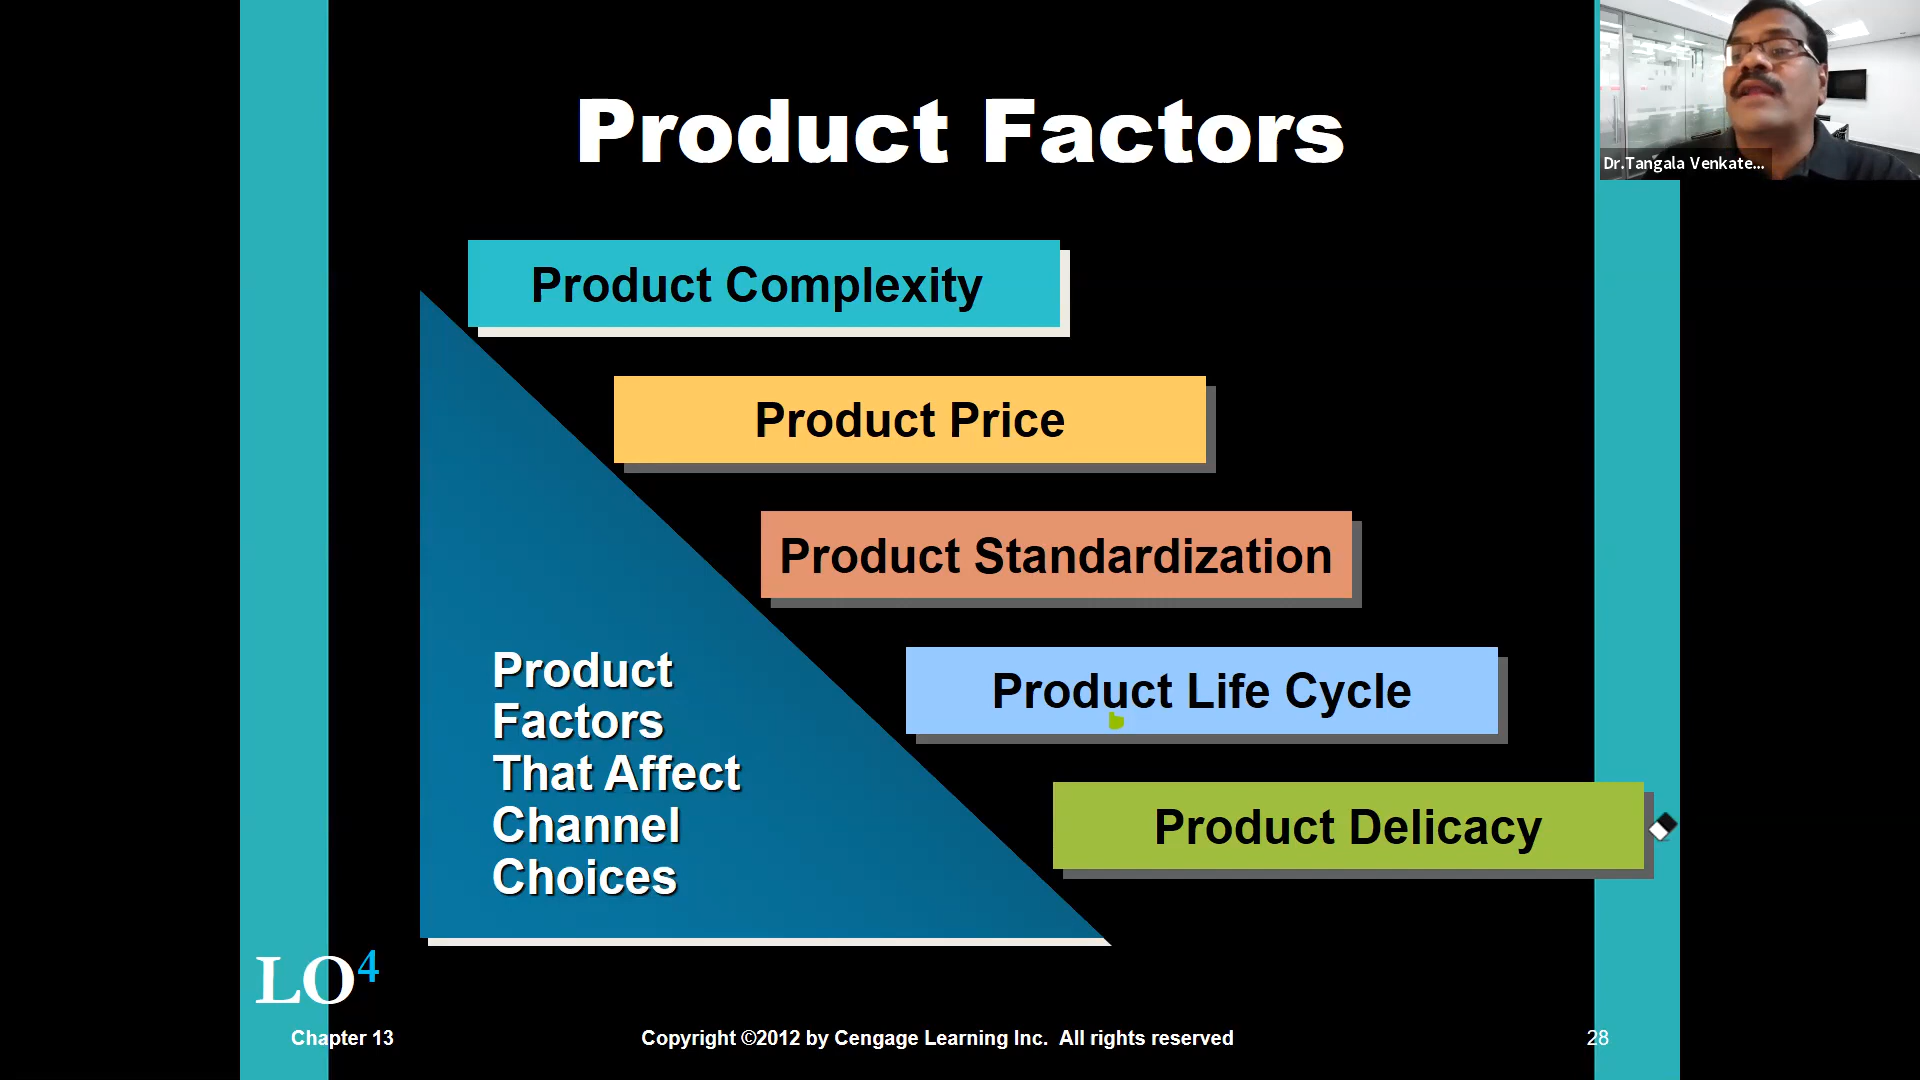 Product Factors
Dr.Tangala Venkate...
Product Complexity
Product Price
Product Standardization
Product Life Cycle
Product Delicacy
Product
Factors
That Affect
Channel
Choices
LO4
Chapter 13
Copyright ©2012 by Cengage Learning Inc.  All rights reserved
28